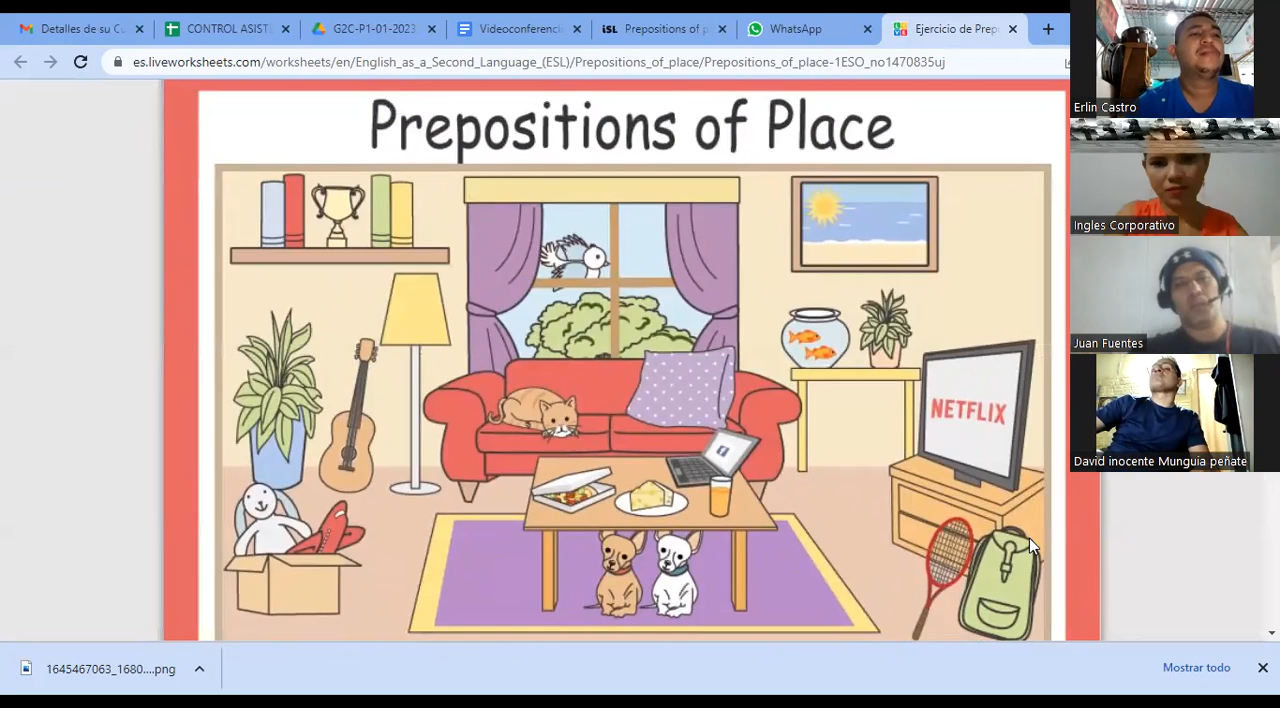 Detalles de su C
CONTROL ASIST
G2C-P1-01-2023
Videoconferenci
iSL Prepositions of p
WhatsApp
Ejercicio de Prep
es.liveworksheets.com/worksheets/en/English_as_a_Second_Language_(ESL)/Prepositions_of_place/Prepositions_of_place-1ESO_no1470835uj
Prepositions of Place
NETFLIX
Erlin Castro
Ingles Corporativo
Juan Fuentes
David inocente Munguia peñate
1645467063_1680....png
Mostrar todo